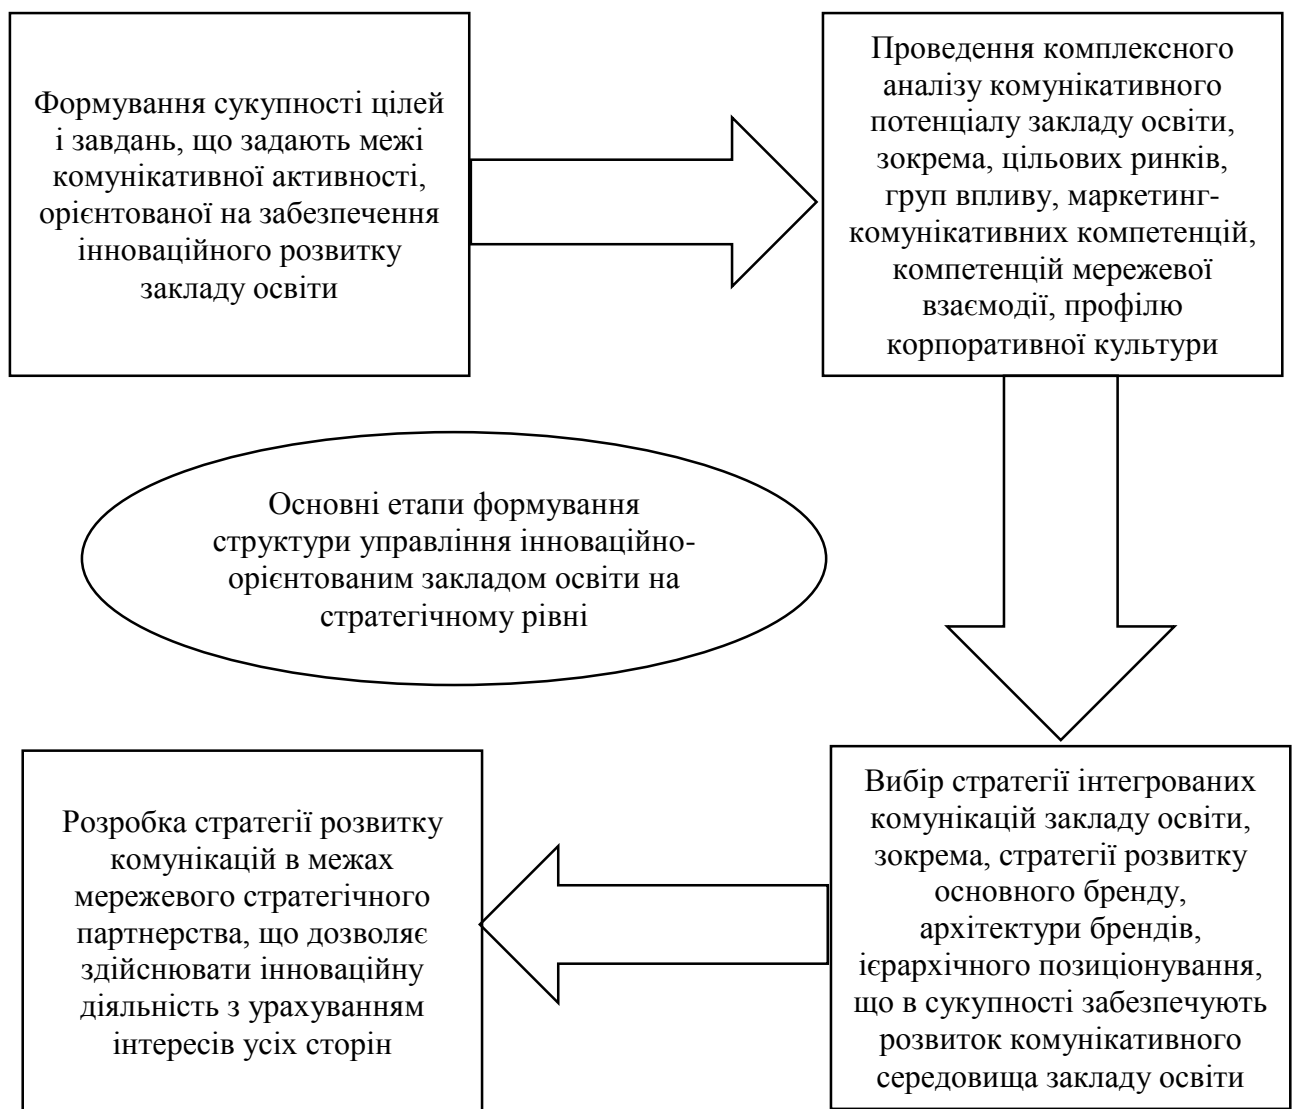 Формування сукупності цілей
і завдань, що задають межі
комунікативної активності,
орієнтованої на забезпечення
інноваційного розвитку
закладу освіти
Проведення комплексного
аналізу комунікативного
потенціалу закладу освіти,
зокрема, цільових ринків,
груп впливу, маркетинг-
комунікативних компетенцій,
компетенцій мережевої
взаємодії, профілю
корпоративної культури
Основні етапи формування
структури управління інноваційно-
орієнтованим закладом освіти на
стратегічному рівні
Розробка стратегії розвитку
комунікацій в межах
мережевого стратегічного
партнерства, що дозволяє
здійснювати інноваційну
діяльність з урахуванням
інтересів усіх сторін
Вибір стратегії інтегрованих
комунікацій закладу освіти,
зокрема, стратегії розвитку
основного бренду,
архітектури брендів,
ієрархічного позиціонування,
що в сукупності забезпечують
розвиток комунікативного
середовища закладу освіти